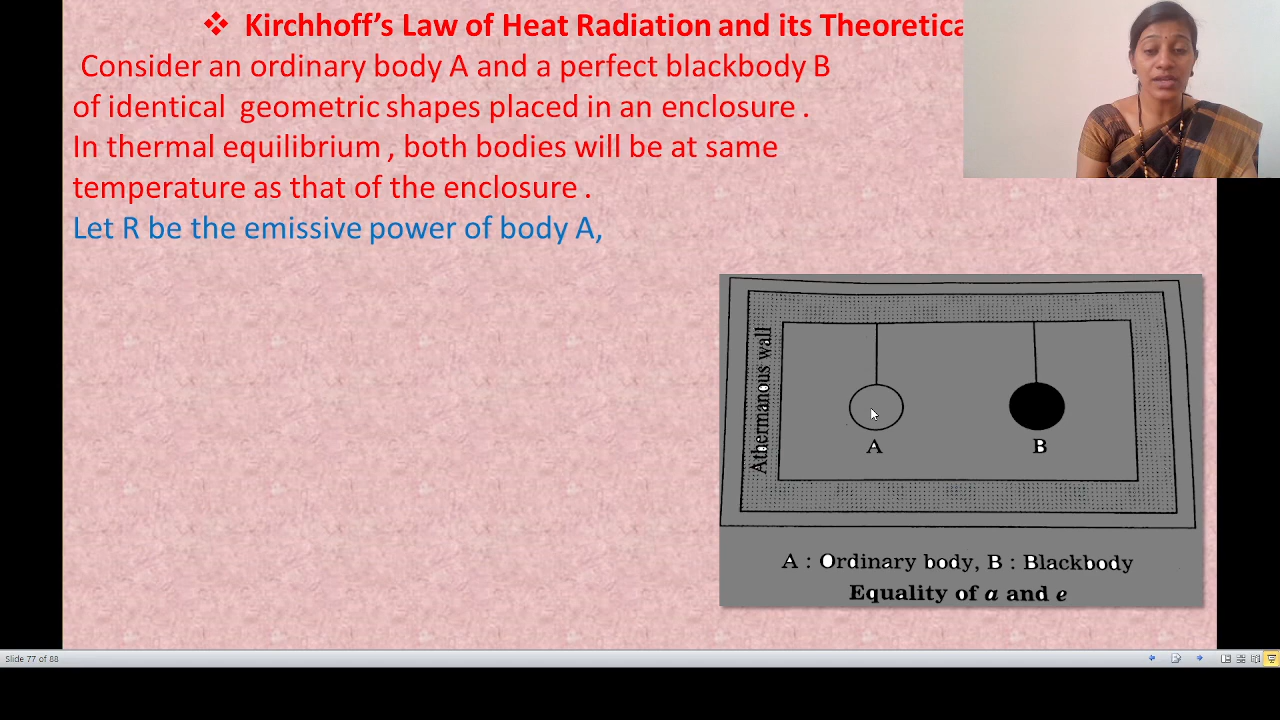 ❖ Kirchhoff's Law of Heat Radiation and its Theoretica
Consider an ordinary body A and a perfect blackbody B
of identical geometric shapes placed in an enclosure .
In thermal equilibrium , both bodies will be at same
temperature as that of the enclosure .
Let R be the emissive power of body A,
Athermanous wall
A
B
A : Ordinary body, B : Blackbody
Equality of a and e
Slide 77 of 88